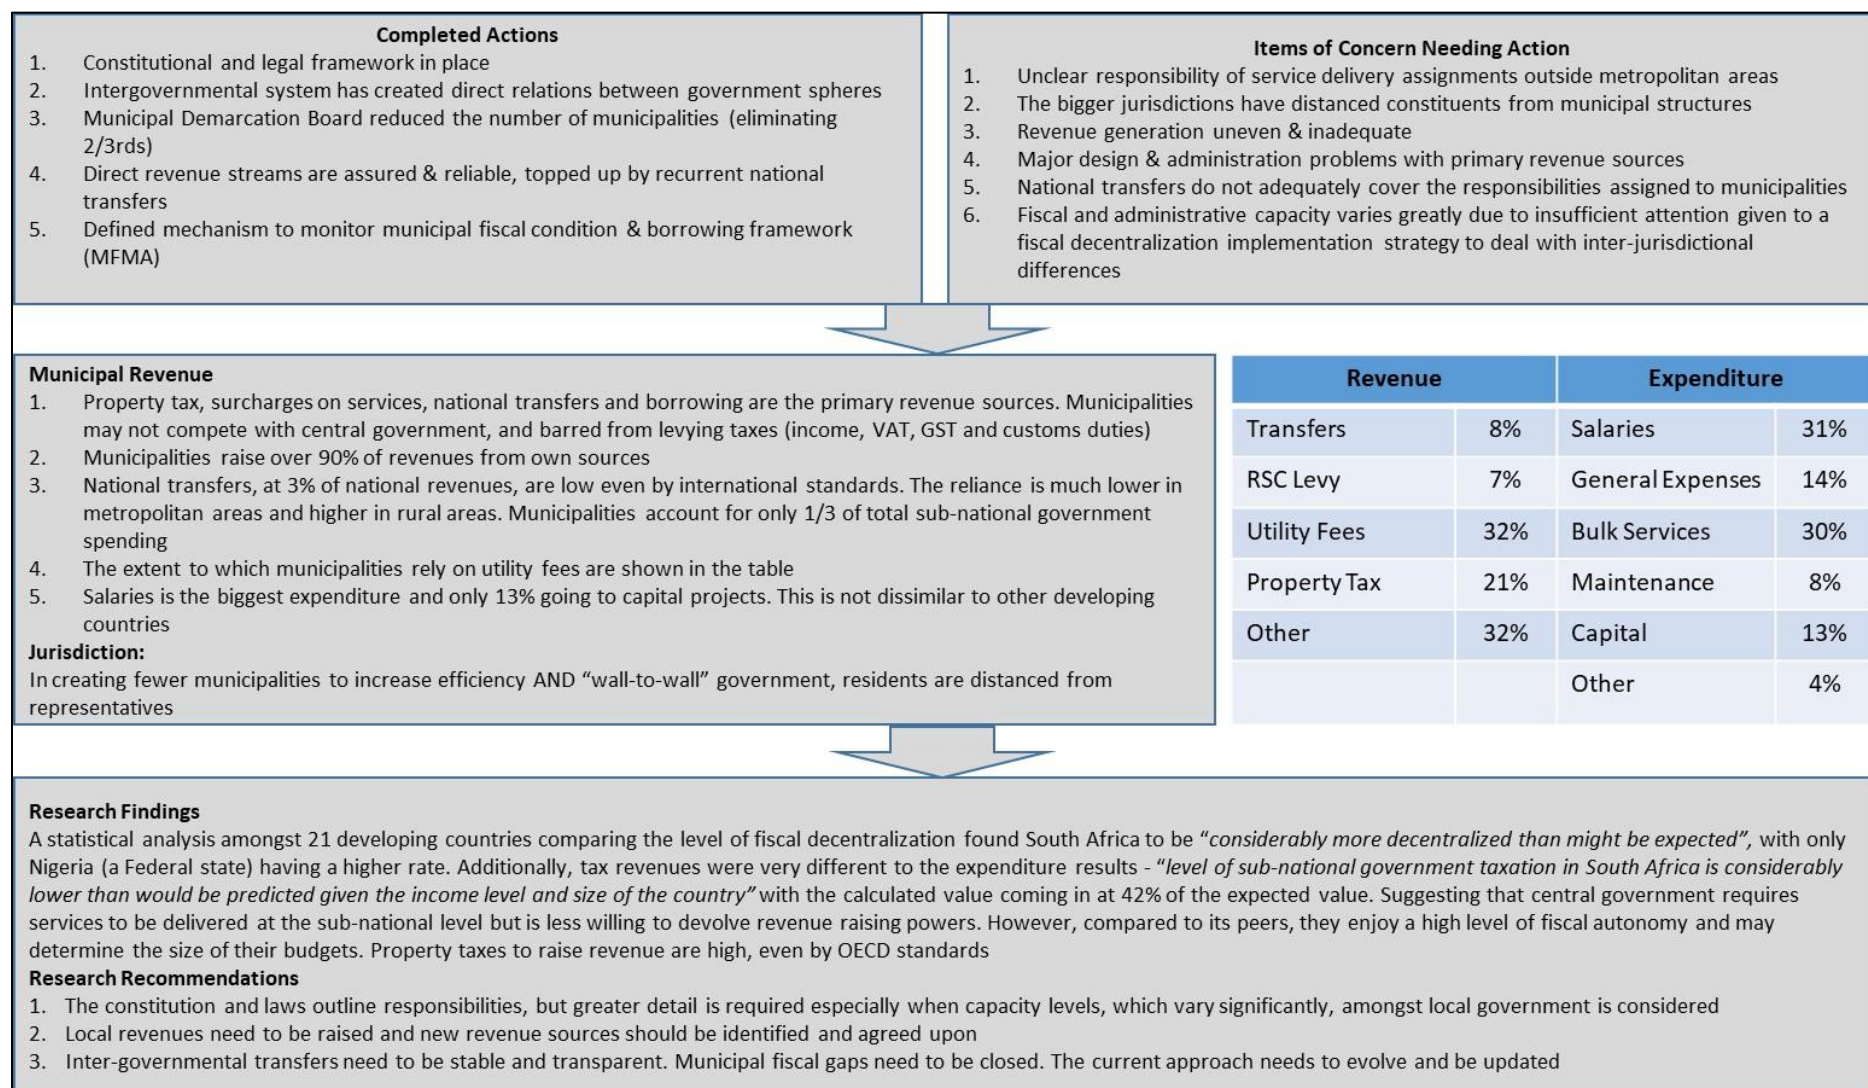 Completed Actions
1. Constitutional and legal framework in place
2. Intergovernmental system has created direct relations between government spheres
3. Municipal Demarcation Board reduced the number of municipalities (eliminating
2/3rds)
4. Direct revenue streams are assured & reliable, topped up by recurrent national
transfers
5. Defined mechanism to monitor municipal fiscal condition & borrowing framework
(MFMA)
Items of Concern Needing Action
1. Unclear responsibility of service delivery assignments outside metropolitan areas
2. The bigger jurisdictions have distanced constituents from municipal structures
3. Revenue generation uneven & inadequate
4. Major design & administration problems with primary revenue sources
5. National transfers do not adequately cover the responsibilities assigned to municipalities
6. Fiscal and administrative capacity varies greatly due to insufficient attention given to a
fiscal decentralization implementation strategy to deal with inter-jurisdictional
differences
Municipal Revenue
1. Property tax, surcharges on services, national transfers and borrowing are the primary revenue sources. Municipalities
may not compete with central government, and barred from levying taxes (income, VAT, GST and customs duties)
2. Municipalities raise over 90% of revenues from own sources
3. National transfers, at 3% of national revenues, are low even by international standards. The reliance is much lower in
metropolitan areas and higher in rural areas. Municipalities account for only 1/3 of total sub-national government
spending
4. The extent to which municipalities rely on utility fees are shown in the table
5. Salaries is the biggest expenditure and only 13% going to capital projects. This is not dissimilar to other developing
countries
Jurisdiction:
In creating fewer municipalities to increase efficiency AND “wall-to-wall” government, residents are distanced from
representatives
Revenue Expenditure
Transfers 8% Salaries 31%
RSC Levy 7% General Expenses 14%
Utility Fees 32% Bulk Services 30%
Property Tax 21% Maintenance 8%
Other 32% Capital 13%
Other 4%
Research Findings
A statistical analysis amongst 21 developing countries comparing the level of fiscal decentralization found South Africa to be “considerably more decentralized than might be expected”, with only
Nigeria (a Federal state) having a higher rate. Additionally, tax revenues were very different to the expenditure results - “level of sub-national government taxation in South Africa is considerably
lower than would be predicted given the income level and size of the country” with the calculated value coming in at 42% of the expected value. Suggesting that central government requires
services to be delivered at the sub-national level but is less willing to devolve revenue raising powers. However, compared to its peers, they enjoy a high level of fiscal autonomy and may
determine the size of their budgets. Property taxes to raise revenue are high, even by OECD standards
Research Recommendations
1. The constitution and laws outline responsibilities, but greater detail is required especially when capacity levels, which vary significantly, amongst local government is considered
2. Local revenues need to be raised and new revenue sources should be identified and agreed upon
3. Inter-governmental transfers need to be stable and transparent. Municipal fiscal gaps need to be closed. The current approach needs to evolve and be updated